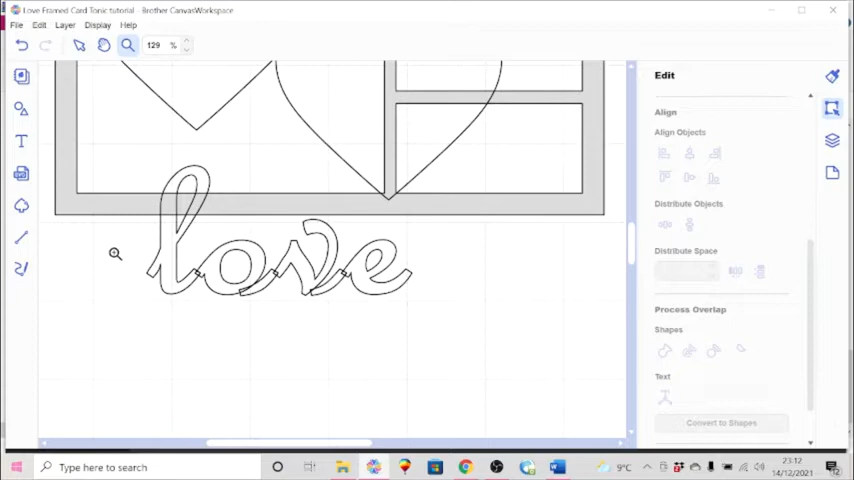 Love Framed Card Tonic tutorial - Brother CanvasWorkspace
File Edit Layer Display Help
129 %
Edit
Align
Align Objects
Distribute Objects
Distribute Space
Process Overlap
Shapes
Text
Convert to Shapes
love
Type here to search
9°C
23:12
14/12/2021